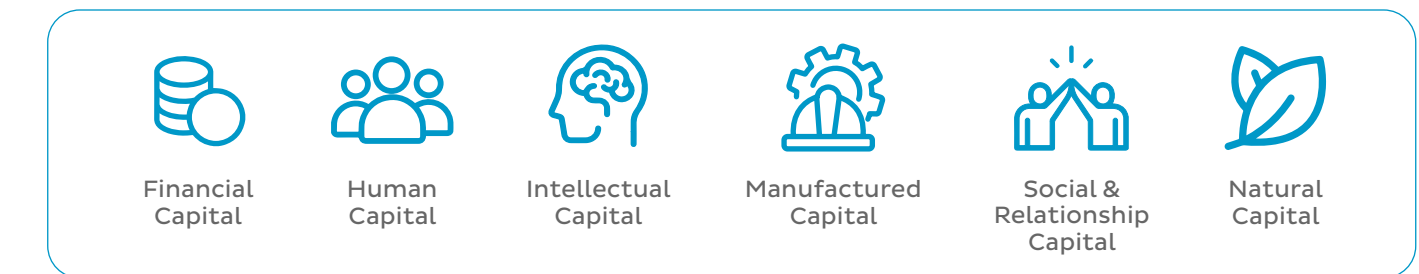 Financial
Capital
Human
Capital
Intellectual
Capital
Manufactured
Capital
Social &
Relationship
Capital
Natural
Capital